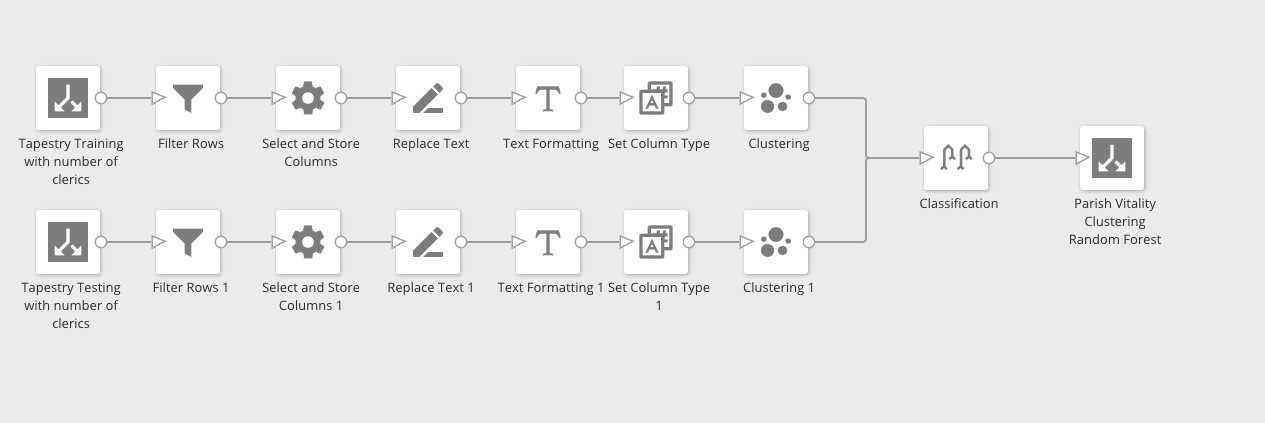 Tapestry Training
with number of
clerics
Filter Rows
Select and Store
Columns
Replace Text
Text Formatting
Set Column Type
Clustering
Classification
Parish Vitality
Clustering
Random Forest
Tapestry Testing
with number of
clerics
Filter Rows 1
Select and Store
Columns 1
Replace Text 1
Text Formatting 1
Set Column Type
1
Clustering 1